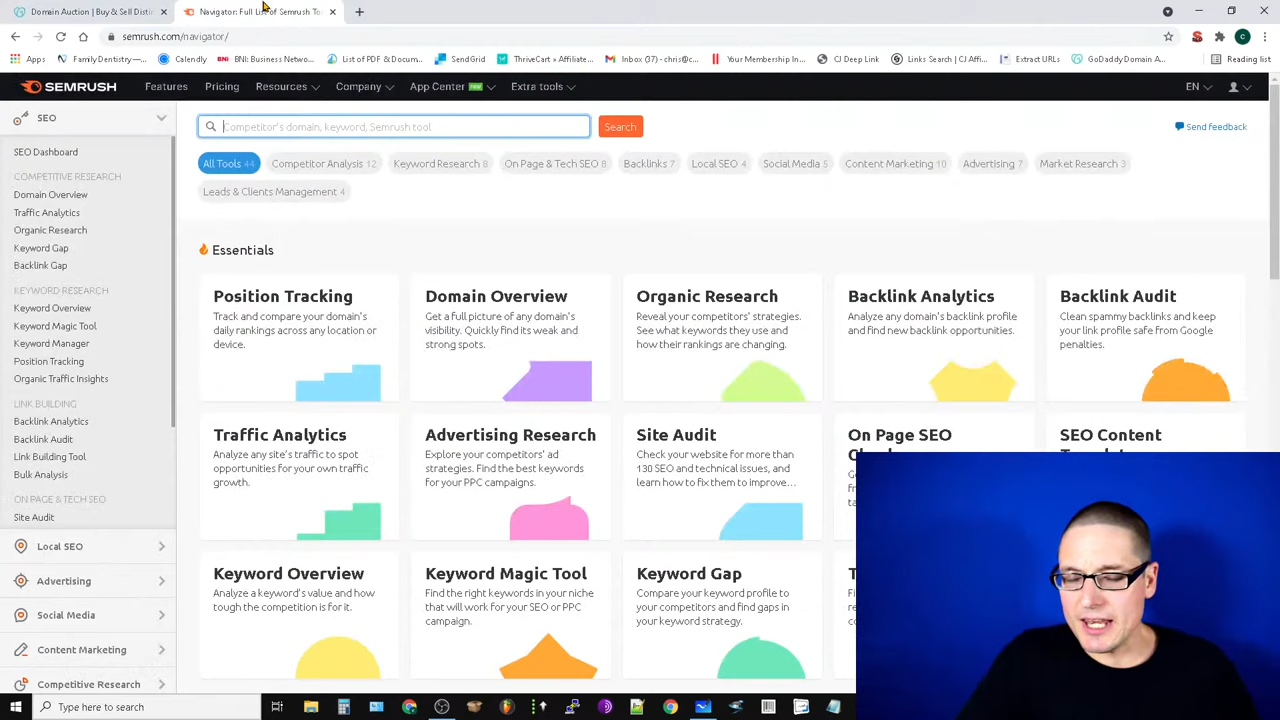 Domain Auction | Buy & Sell Distin
Navigator: Full List of Semrush To
semrush.com/navigator/
Apps
Family Dentistry —...
Calendly
BNI: Business Netwo...
List of PDF & Docum...
SendGrid
ThriveCart » Affiliate...
Inbox (37) - chris@c...
Your Membership In...
CJ Deep Link
Links Search | CJ Affi...
Extract URLs
GoDaddy Domain A...
Reading list
SEMRUSH
Features
Pricing
Resources
Company
App Center new
Extra tools
EN
SEO
Competitor's domain, keyword, Semrush tool
Search
Send feedback
All Tools 44
Competitor Analysis 12
Keyword Research 8
On Page & Tech SEO 8
Backlinks 7
Local SEO 4
Social Media 5
Content Marketing 10
Advertising 7
Market Research 3
Leads & Clients Management 4
SEO Dashboard
COMPETITIVE RESEARCH
Domain Overview
Traffic Analytics
Organic Research
Keyword Gap
Backlink Gap
KEYWORD RESEARCH
Keyword Overview
Keyword Magic Tool
Keyword Manager
Position Tracking
Organic Traffic Insights
LINK BUILDING
Backlink Analytics
Backlink Audit
Link Building Tool
Bulk Analysis
ON PAGE & TECH SEO
Site Audit
Local SEO
Advertising
Social Media
Content Marketing
Competitive Research
Essentials
Position Tracking
Track and compare your domain's
daily rankings across any location or
device.
Domain Overview
Get a full picture of any domain's
visibility. Quickly find its weak and
strong spots.
Organic Research
Reveal your competitors' strategies.
See what keywords they use and
how their rankings are changing.
Backlink Analytics
Analyze any domain's backlink profile
and find new backlink opportunities.
Backlink Audit
Clean spammy backlinks and keep
your link profile safe from Google
penalties.
Traffic Analytics
Analyze any site's traffic to spot
opportunities for your own traffic
growth.
Advertising Research
Explore your competitors' ad
strategies. Find the best keywords
for your PPC campaigns.
Site Audit
Check your website for more than
130 SEO and technical issues, and
learn how to fix them to improve...
On Page SEO
SEO Content
Keyword Overview
Analyze a keyword's value and how
tough the competition is for it.
Keyword Magic Tool
Find the right keywords in your niche
that will work for your SEO or PPC
campaign.
Keyword Gap
Compare your keyword profile to
your competitors and find gaps in
your keyword strategy.
Type here to search